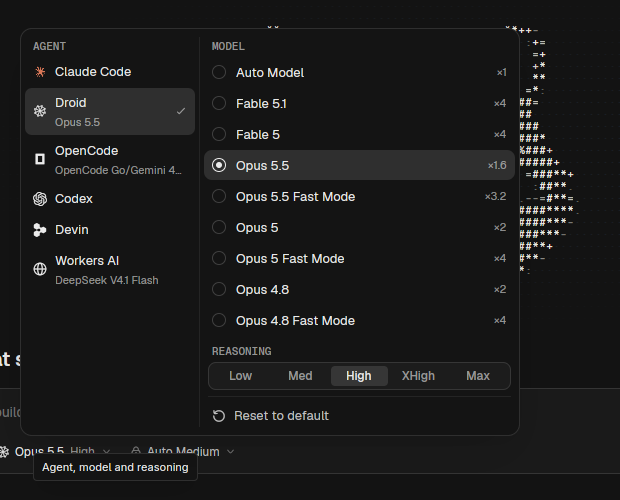 AGENT
Claude Code
Droid
Opus 5.5
OpenCode
OpenCode Go/Gemini 4...
Codex
Devin
Workers AI
DeepSeek V4.1 Flash
MODEL
Auto Model ×1
Fable 5.1 ×4
Fable 5 ×4
Opus 5.5 ×1.6
Opus 5.5 Fast Mode ×3.2
Opus 5 ×2
Opus 5 Fast Mode ×4
Opus 4.8 ×2
Opus 4.8 Fast Mode ×4
REASONING
Low Med High XHigh Max
Reset to default
Opus 5.5 High Auto Medium
Agent, model and reasoning